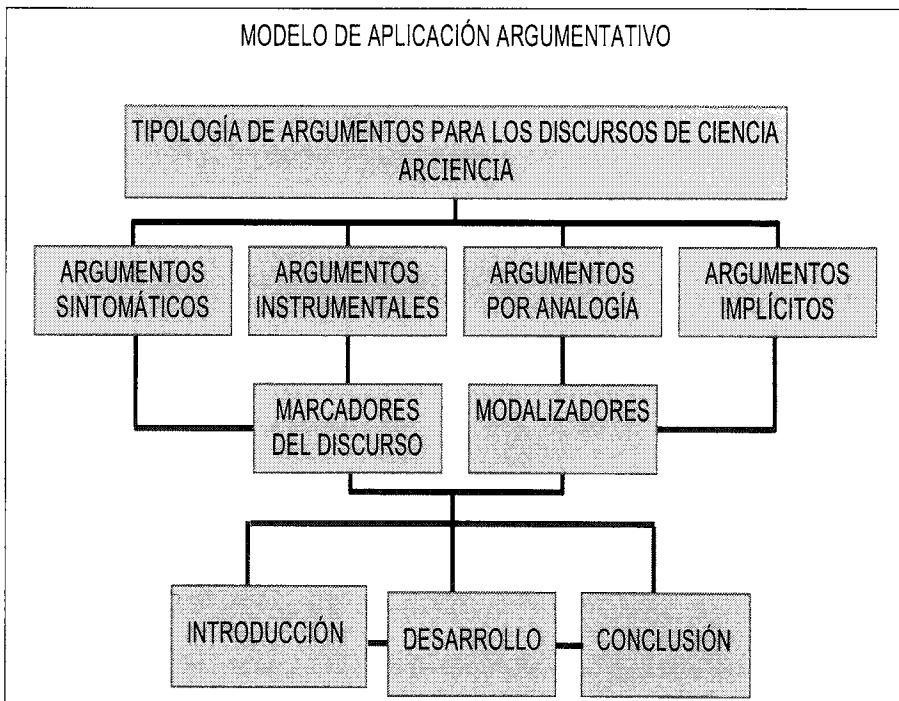 MODELO DE APLICACIÓN ARGUMENTATIVO
TIPOLOGÍA DE ARGUMENTOS PARA LOS DISCURSOS DE CIENCIA
ARCIENCIA
ARGUMENTOS
SINTOMÁTICOS
ARGUMENTOS
INSTRUMENTALES
ARGUMENTOS
POR ANALOGÍA
ARGUMENTOS
IMPLÍCITOS
MARCADORES
DEL DISCURSO
MODALIZADORES
INTRODUCCIÓN
DESARROLLO
CONCLUSIÓN